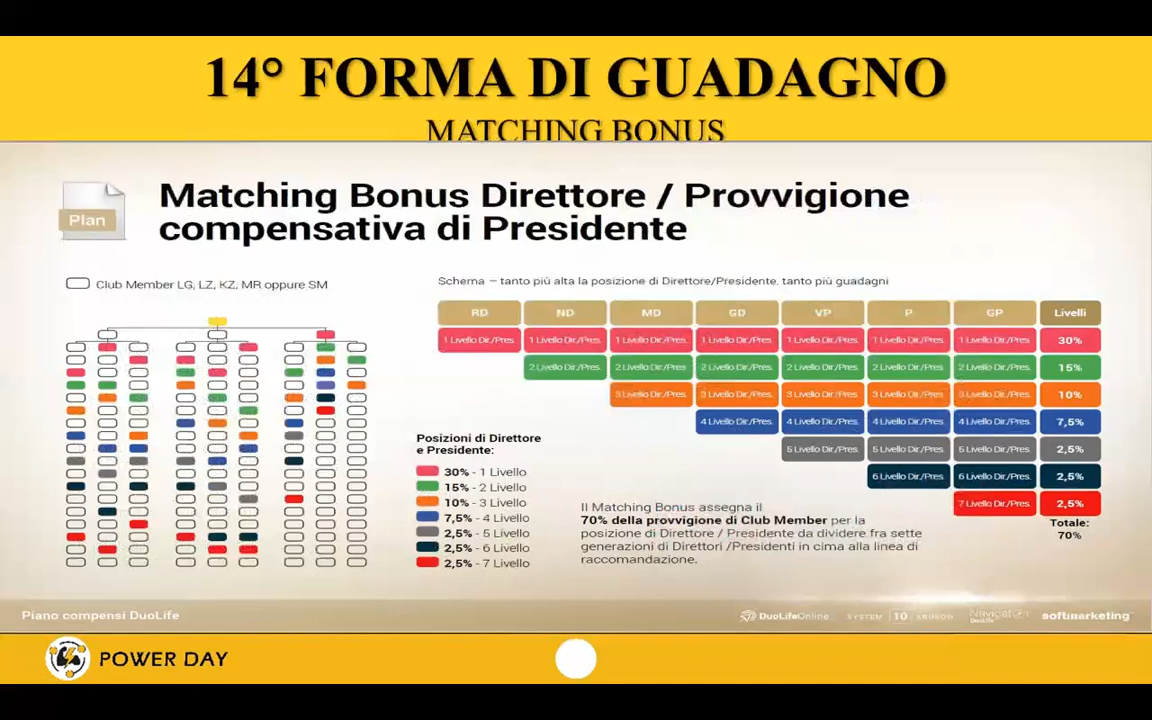 14° FORMA DI GUADAGNO
MATCHING BONUS
Plan
Matching Bonus Direttore / Provvigione
compensativa di Presidente
Club Member LG, LZ, KZ, MR oppure SM
Schema – tanto più alta la posizione di Direttore/Presidente, tanto più guadagni
RD ND MD GD VP P GP Livelli
1 Livello Dir./Pres. 1 Livello Dir./Pres. 1 Livello Dir./Pres. 1 Livello Dir./Pres. 1 Livello Dir./Pres. 1 Livello Dir./Pres. 1 Livello Dir./Pres. 30%
2 Livello Dir./Pres. 2 Livello Dir./Pres. 2 Livello Dir./Pres. 2 Livello Dir./Pres. 2 Livello Dir./Pres. 2 Livello Dir./Pres. 15%
3 Livello Dir./Pres. 3 Livello Dir./Pres. 3 Livello Dir./Pres. 3 Livello Dir./Pres. 3 Livello Dir./Pres. 10%
4 Livello Dir./Pres. 4 Livello Dir./Pres. 4 Livello Dir./Pres. 4 Livello Dir./Pres. 7,5%
5 Livello Dir./Pres. 5 Livello Dir./Pres. 5 Livello Dir./Pres. 2,5%
6 Livello Dir./Pres. 6 Livello Dir./Pres. 2,5%
7 Livello Dir./Pres. 2,5%
Totale:
70%
Posizioni di Direttore
e Presidente:
30% - 1 Livello
15% - 2 Livello
10% - 3 Livello
7,5% - 4 Livello
2,5% - 5 Livello
2,5% - 6 Livello
2,5% - 7 Livello
Il Matching Bonus assegna il
70% della provvigione di Club Member per la
posizione di Direttore / Presidente da dividere fra sette
generazioni di Direttori /Presidenti in cima alla linea di
raccomandazione.
Piano compensi DuoLife
DuoLifeOnline
SYSTEM 10 KROKÓW
Navigator
DuoLife
softmarketing
POWER DAY